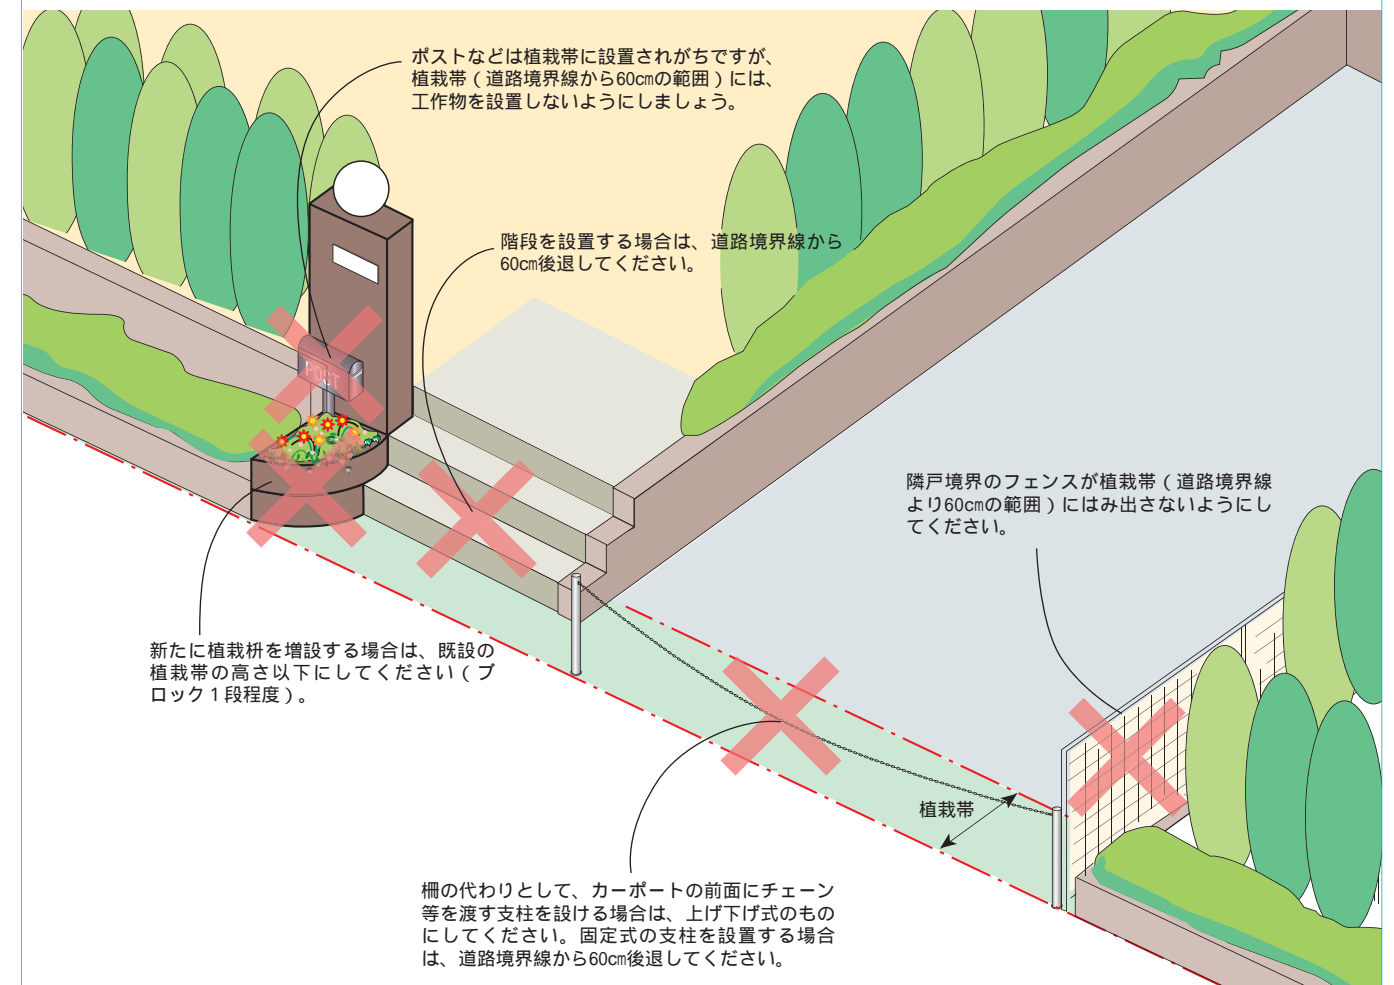 ポストなどは植栽帯に設置されがちですが、
植栽帯（道路境界線から60㎝の範囲）には、
工作物を設置しないようにしましょう。
階段を設置する場合は、道路境界線から
60㎝後退してください。
POST
隣戸境界のフェンスが植栽帯（道路境界線
より60㎝の範囲）にはみ出さないようにし
てください。
新たに植栽枡を増設する場合は、既設の
植栽帯の高さ以下にしてください（ブ
ロック１段程度）。
植栽帯
柵の代わりとして、カーポートの前面にチェーン
等を渡す支柱を設ける場合は、上げ下げ式のもの
にしてください。固定式の支柱を設置する場合
は、道路境界線から60㎝後退してください。